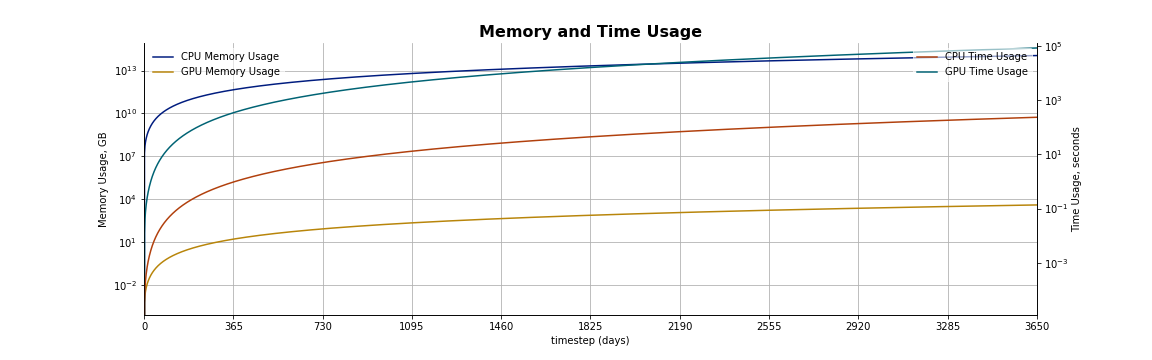 Memory and Time Usage
CPU Memory Usage
GPU Memory Usage
CPU Time Usage
GPU Time Usage
Memory Usage, GB
10^13
10^10
10^7
10^4
10^1
10^-2
Time Usage, seconds
10^5
10^3
10^1
10^-1
10^-3
0 365 730 1095 1460 1825 2190 2555 2920 3285 3650
timestep (days)